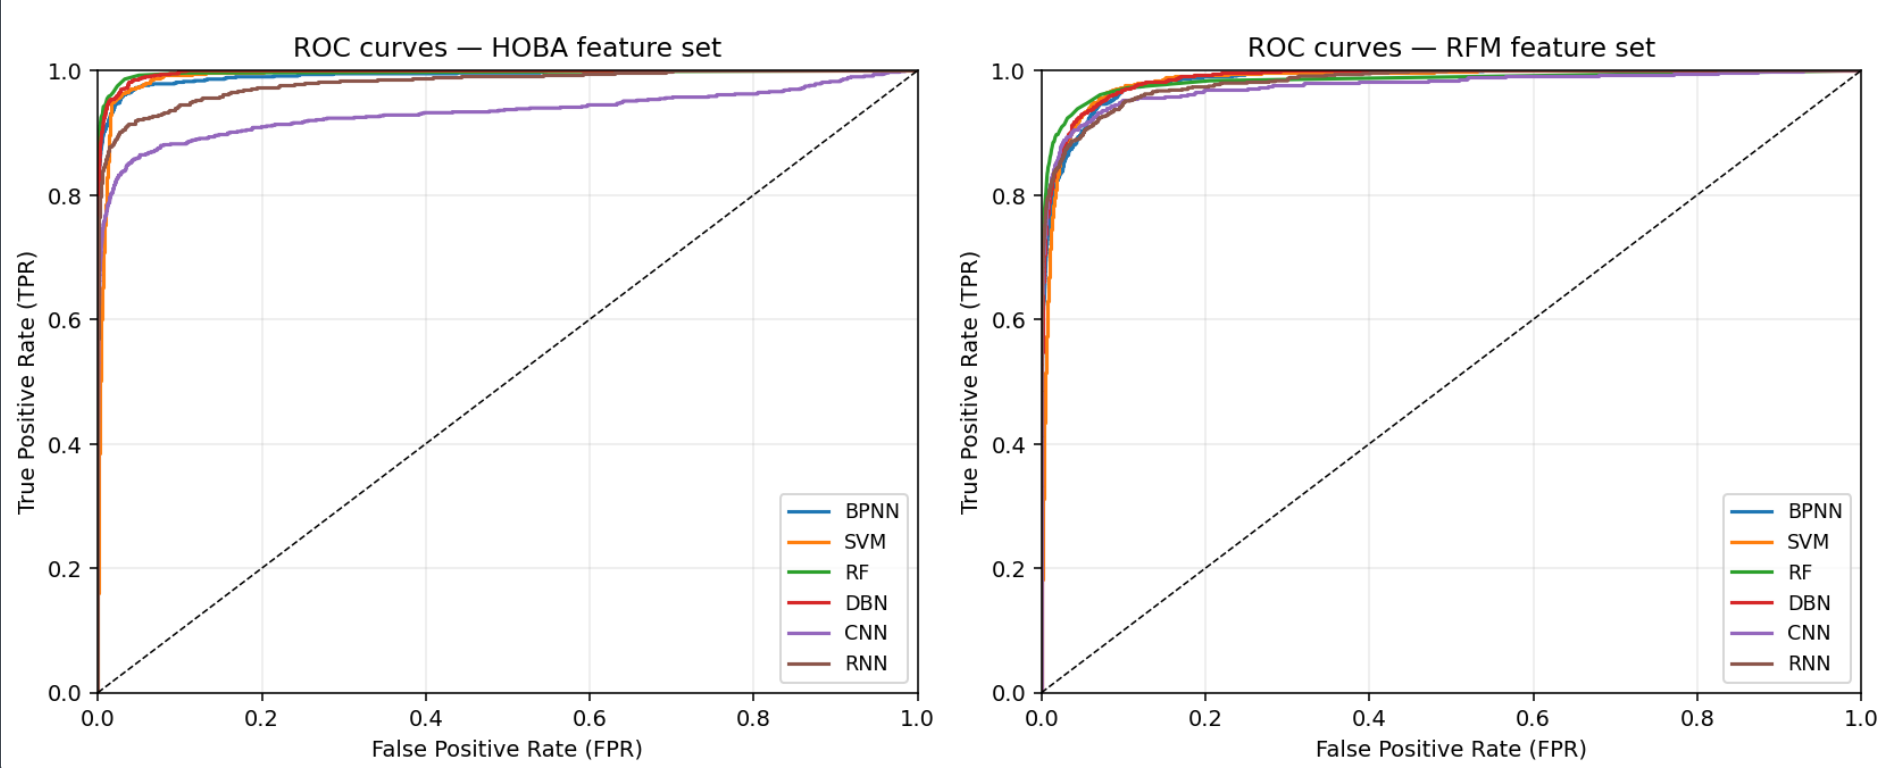 ROC curves — HOBA feature set
1.0
0.8
0.6
0.4
0.2
0.0
True Positive Rate (TPR)
BPNN
SVM
RF
DBN
CNN
RNN
0.0 0.2 0.4 0.6 0.8 1.0
False Positive Rate (FPR)
ROC curves — RFM feature set
1.0
0.8
0.6
0.4
0.2
0.0
True Positive Rate (TPR)
BPNN
SVM
RF
DBN
CNN
RNN
0.0 0.2 0.4 0.6 0.8 1.0
False Positive Rate (FPR)